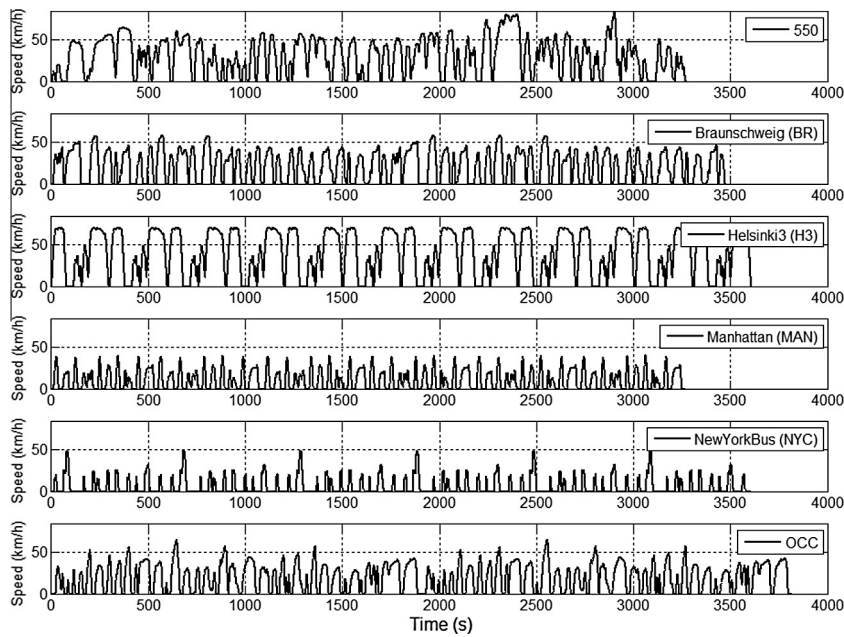 Speed (km/h)
50
0
550
0 500 1000 1500 2000 2500 3000 3500 4000
Speed (km/h)
50
0
Braunschweig (BR)
0 500 1000 1500 2000 2500 3000 3500 4000
Speed (km/h)
50
0
Helsinki3 (H3)
0 500 1000 1500 2000 2500 3000 3500 4000
Speed (km/h)
50
0
Manhattan (MAN)
0 500 1000 1500 2000 2500 3000 3500 4000
Speed (km/h)
50
0
NewYorkBus (NYC)
0 500 1000 1500 2000 2500 3000 3500 4000
Speed (km/h)
50
0
OCC
0 500 1000 1500 2000 2500 3000 3500 4000
Time (s)